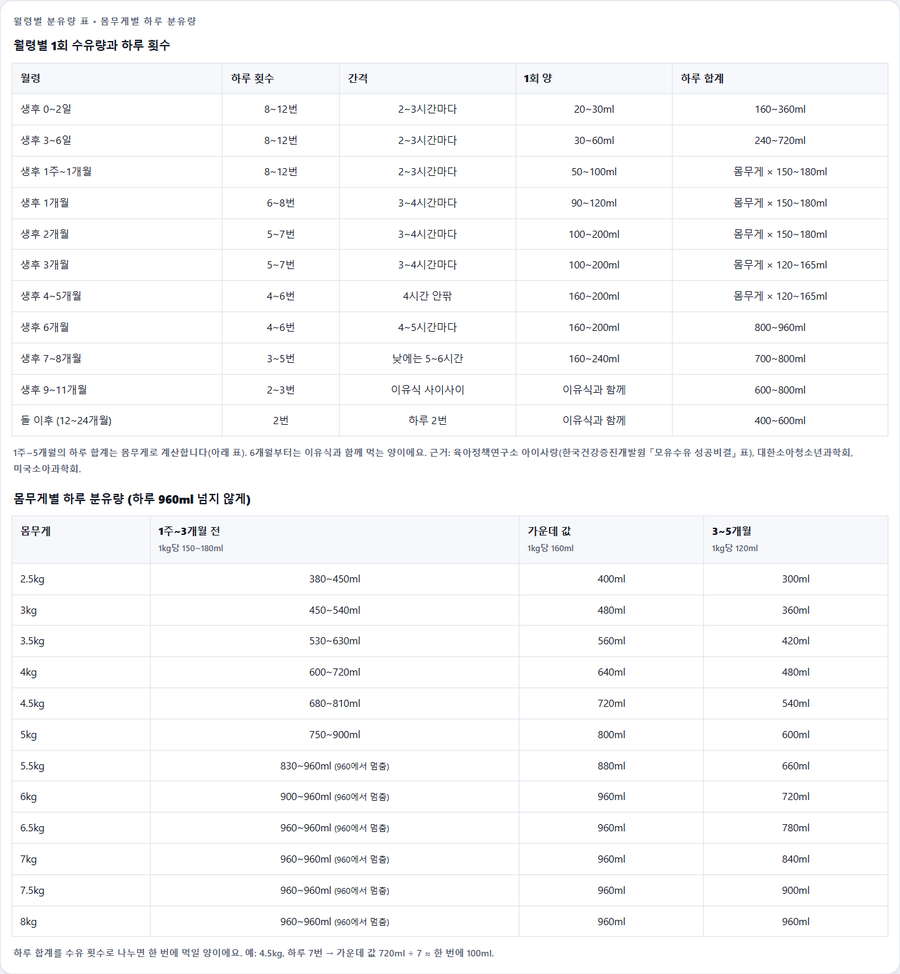 월령별 분유량 표 • 몸무게별 하루 분유량
월령별 1회 수유량과 하루 횟수
월령 하루 횟수 간격 1회 양 하루 합계
생후 0~2일 8~12번 2~3시간마다 20~30ml 160~360ml
생후 3~6일 8~12번 2~3시간마다 30~60ml 240~720ml
생후 1주~1개월 8~12번 2~3시간마다 50~100ml 몸무게 × 150~180ml
생후 1개월 6~8번 3~4시간마다 90~120ml 몸무게 × 150~180ml
생후 2개월 5~7번 3~4시간마다 100~200ml 몸무게 × 150~180ml
생후 3개월 5~7번 3~4시간마다 100~200ml 몸무게 × 120~165ml
생후 4~5개월 4~6번 4시간 안팎 160~200ml 몸무게 × 120~165ml
생후 6개월 4~6번 4~5시간마다 160~200ml 800~960ml
생후 7~8개월 3~5번 낮에는 5~6시간 160~240ml 700~800ml
생후 9~11개월 2~3번 이유식 사이사이 이유식과 함께 600~800ml
돌 이후 (12~24개월) 2번 하루 2번 이유식과 함께 400~600ml
1주~5개월의 하루 합계는 몸무게로 계산합니다(아래 표). 6개월부터는 이유식과 함께 먹는 양이에요. 근거: 육아정책연구소 아이사랑(한국건강증진개발원 「모유수유 성공비결」 표), 대한소아청소년과학회,
미국소아과학회.
몸무게별 하루 분유량 (하루 960ml 넘지 않게)
몸무게 1주~3개월 전 가운데 값 3~5개월
1kg당 150~180ml 1kg당 160ml 1kg당 120ml
2.5kg 380~450ml 400ml 300ml
3kg 450~540ml 480ml 360ml
3.5kg 530~630ml 560ml 420ml
4kg 600~720ml 640ml 480ml
4.5kg 680~810ml 720ml 540ml
5kg 750~900ml 800ml 600ml
5.5kg 830~960ml (960에서 멈춤) 880ml 660ml
6kg 900~960ml (960에서 멈춤) 960ml 720ml
6.5kg 960~960ml (960에서 멈춤) 960ml 780ml
7kg 960~960ml (960에서 멈춤) 960ml 840ml
7.5kg 960~960ml (960에서 멈춤) 960ml 900ml
8kg 960~960ml (960에서 멈춤) 960ml 960ml
하루 합계를 수유 횟수로 나누면 한 번에 먹일 양이에요. 예: 4.5kg, 하루 7번 → 가운데 값 720ml ÷ 7 ≈ 한 번에 100ml.